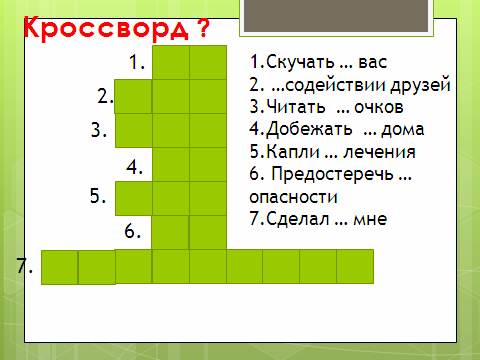 Кроссворд ?
1.
2.
3.
4.
5.
6.
7.
1.Скучать … вас
2. …содействии друзей
3.Читать … очков
4.Добежать … дома
5.Капли … лечения
6. Предостеречь …
опасности
7.Сделал … мне